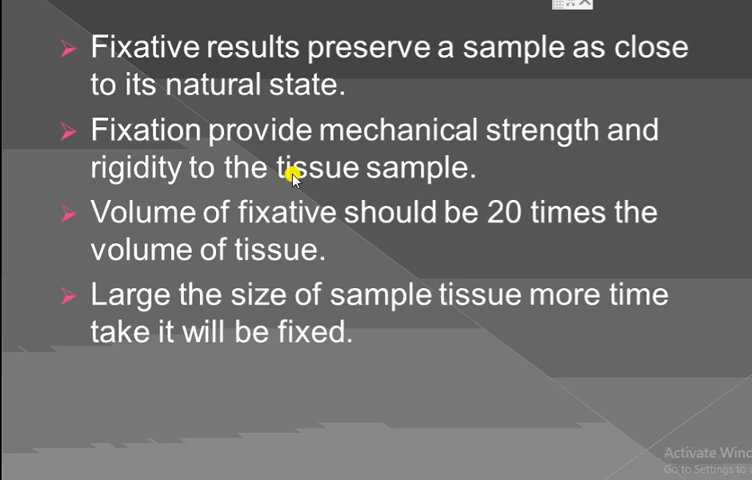 Fixative results preserve a sample as close
to its natural state.
Fixation provide mechanical strength and
rigidity to the tissue sample.
Volume of fixative should be 20 times the
volume of tissue.
Large the size of sample tissue more time
take it will be fixed.
Activate Wind
Go to Settings to a